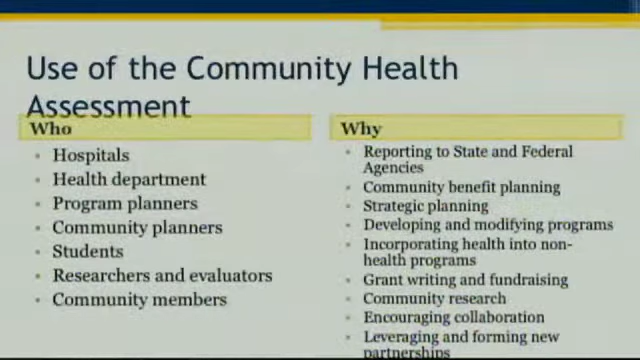 Use of the Community Health
Assessment
Who
Hospitals
Health department
Program planners
Community planners
Students
Researchers and evaluators
Community members
Why
Reporting to State and Federal
Agencies
Community benefit planning
Strategic planning
Developing and modifying programs
Incorporating health into non-
health programs
Grant writing and fundraising
Community research
Encouraging collaboration
Leveraging and forming new
partnerships